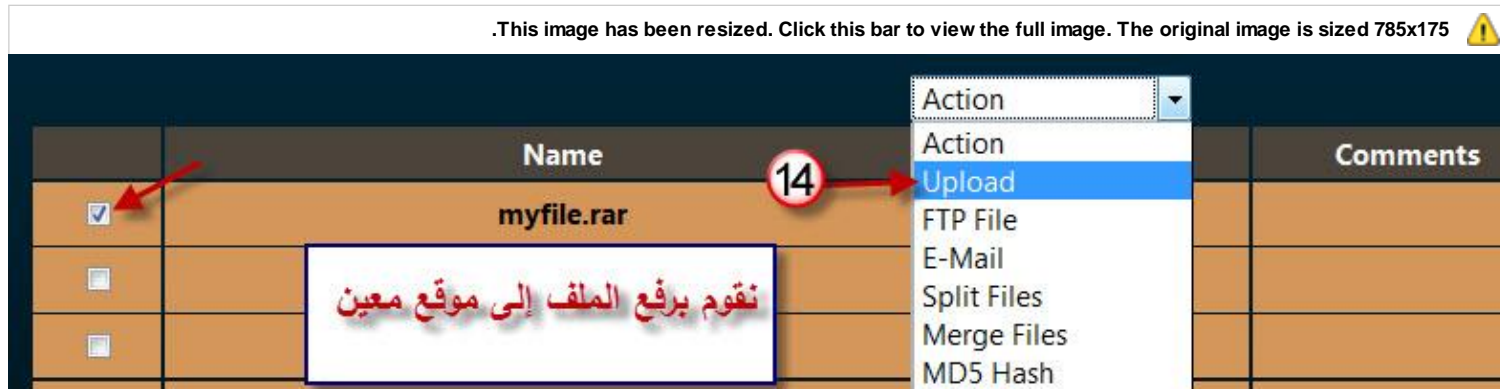 .This image has been resized. Click this bar to view the full image. The original image is sized 785x175
Action
Action
Name
Comments
14
Upload
myfile.rar
FTP File
E-Mail
نقوم برفع الملف إلى موقع معين
Split Files
Merge Files
MD5 Hash